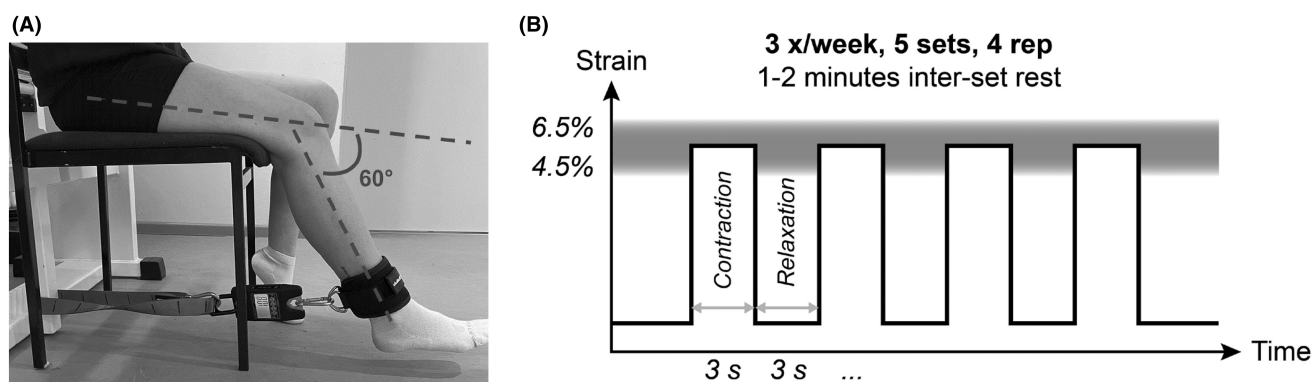 (A)
60°
(B)
3 x/week, 5 sets, 4 rep
1-2 minutes inter-set rest
Strain
6.5%
4.5%
Contraction
Relaxation
Time
3 s 3 s ...